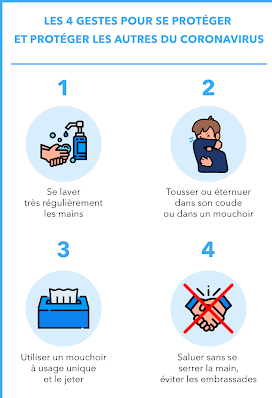 LES 4 GESTES POUR SE PROTÉGER
ET PROTÉGER LES AUTRES DU CORONAVIRUS
1
2
Se laver
très régulièrement
les mains
Tousser ou éternuer
dans son coude
ou dans un mouchoir
3
4
Utiliser un mouchoir
à usage unique
et le jeter
Saluer sans se
serrer la main,
éviter les embrassades